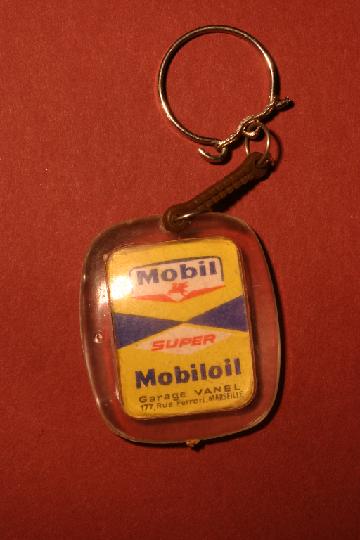 Mobil
SUPER
Mobiloil
Garage VANEL
177, Rue Ferrari. MARSEILLE